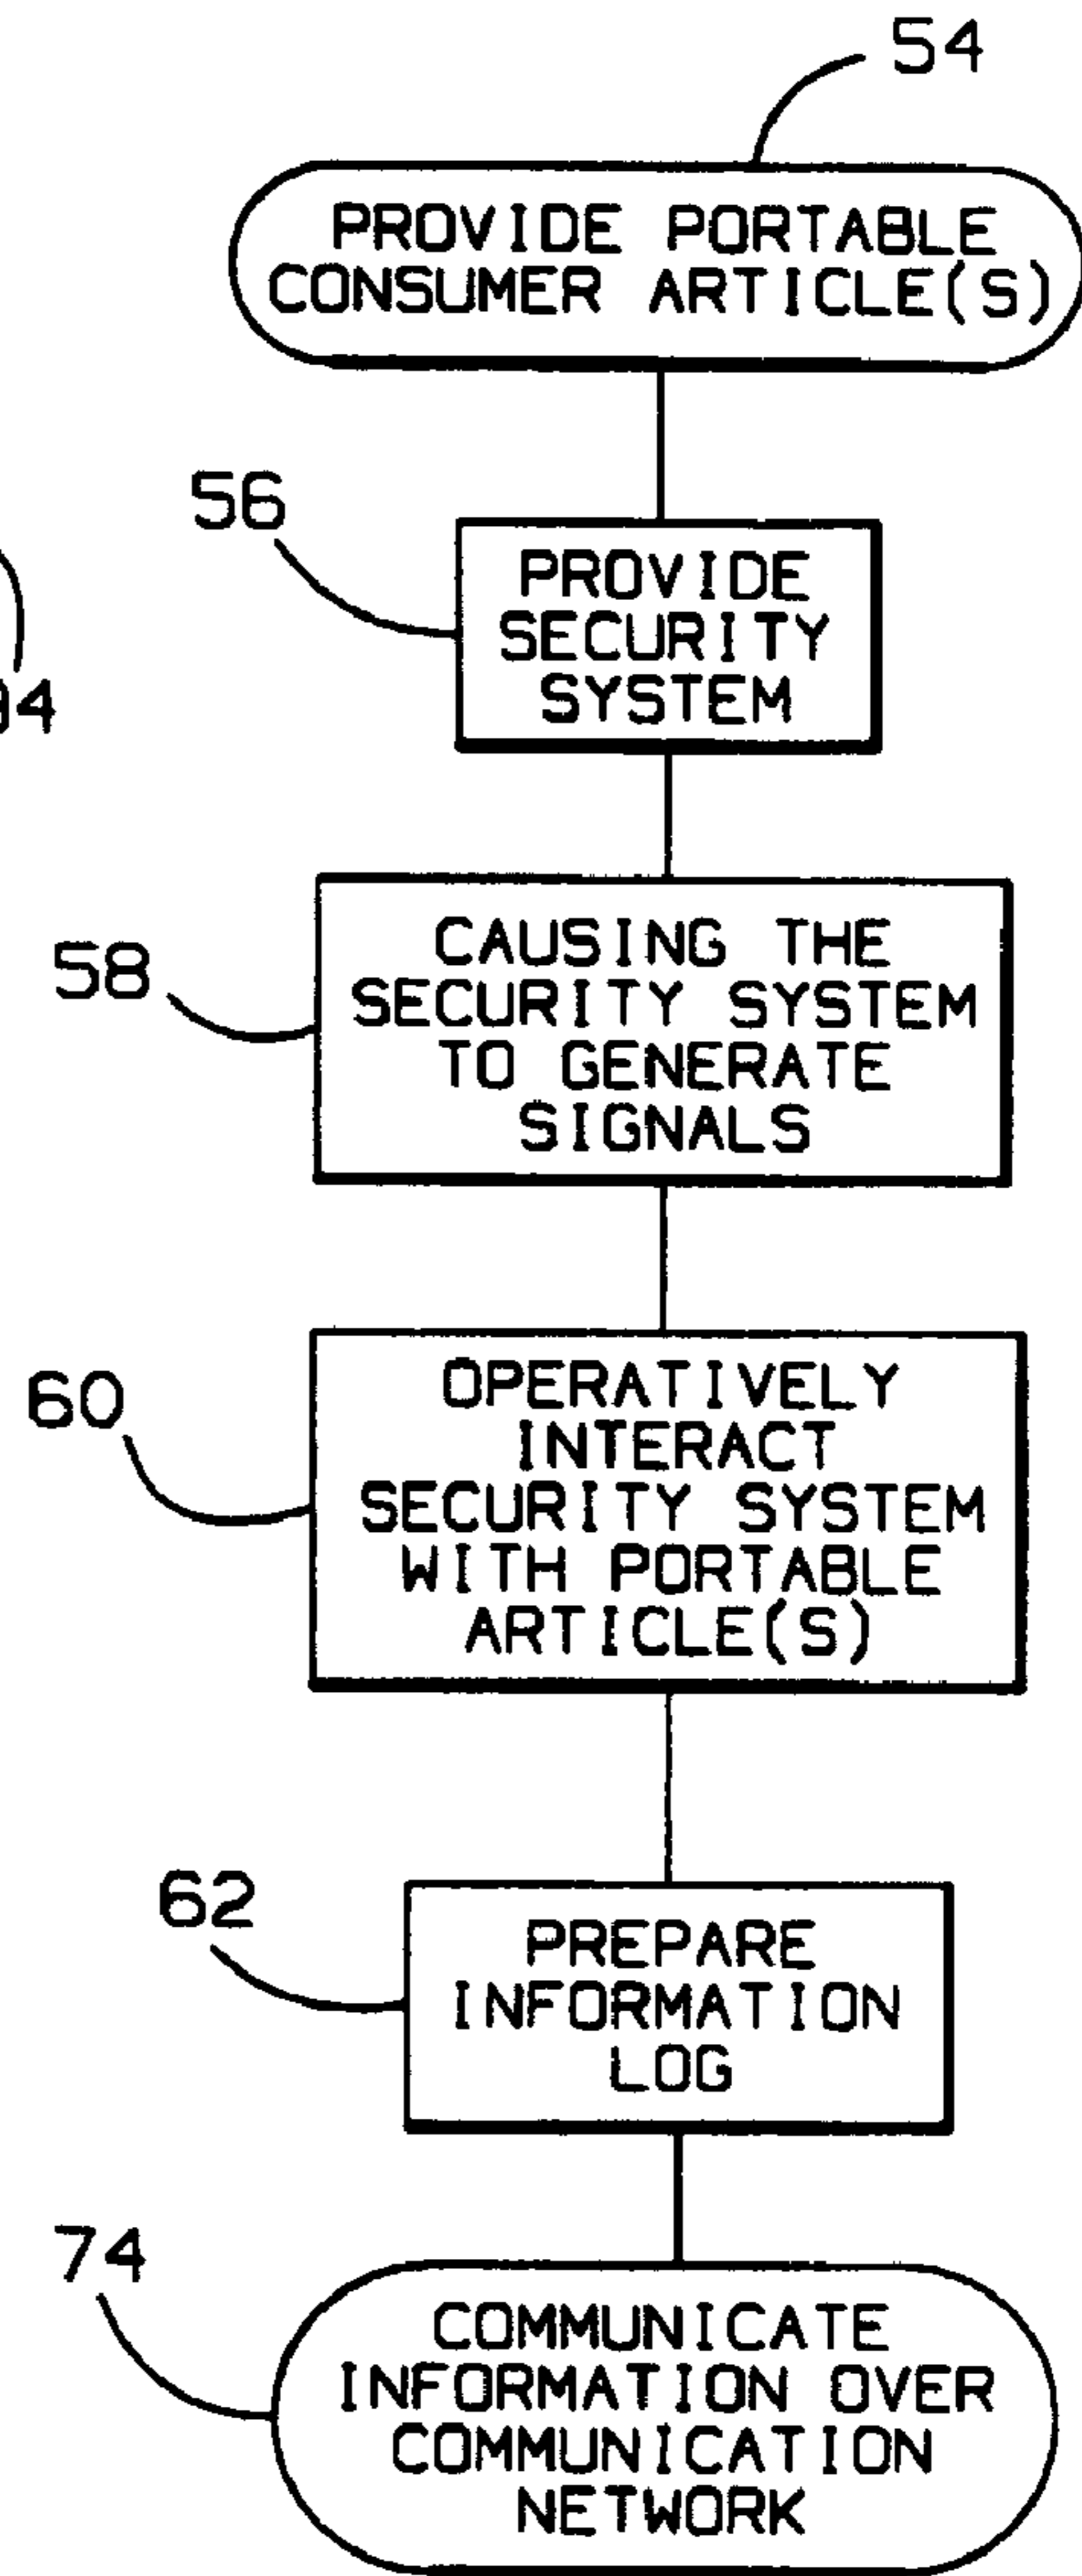 54
PROVIDE PORTABLE
CONSUMER ARTICLE(S)
56
PROVIDE
SECURITY
SYSTEM
58
CAUSING THE
SECURITY SYSTEM
TO GENERATE
SIGNALS
60
OPERATIVELY
INTERACT
SECURITY SYSTEM
WITH PORTABLE
ARTICLE(S)
62
PREPARE
INFORMATION
LOG
74
COMMUNICATE
INFORMATION OVER
COMMUNICATION
NETWORK